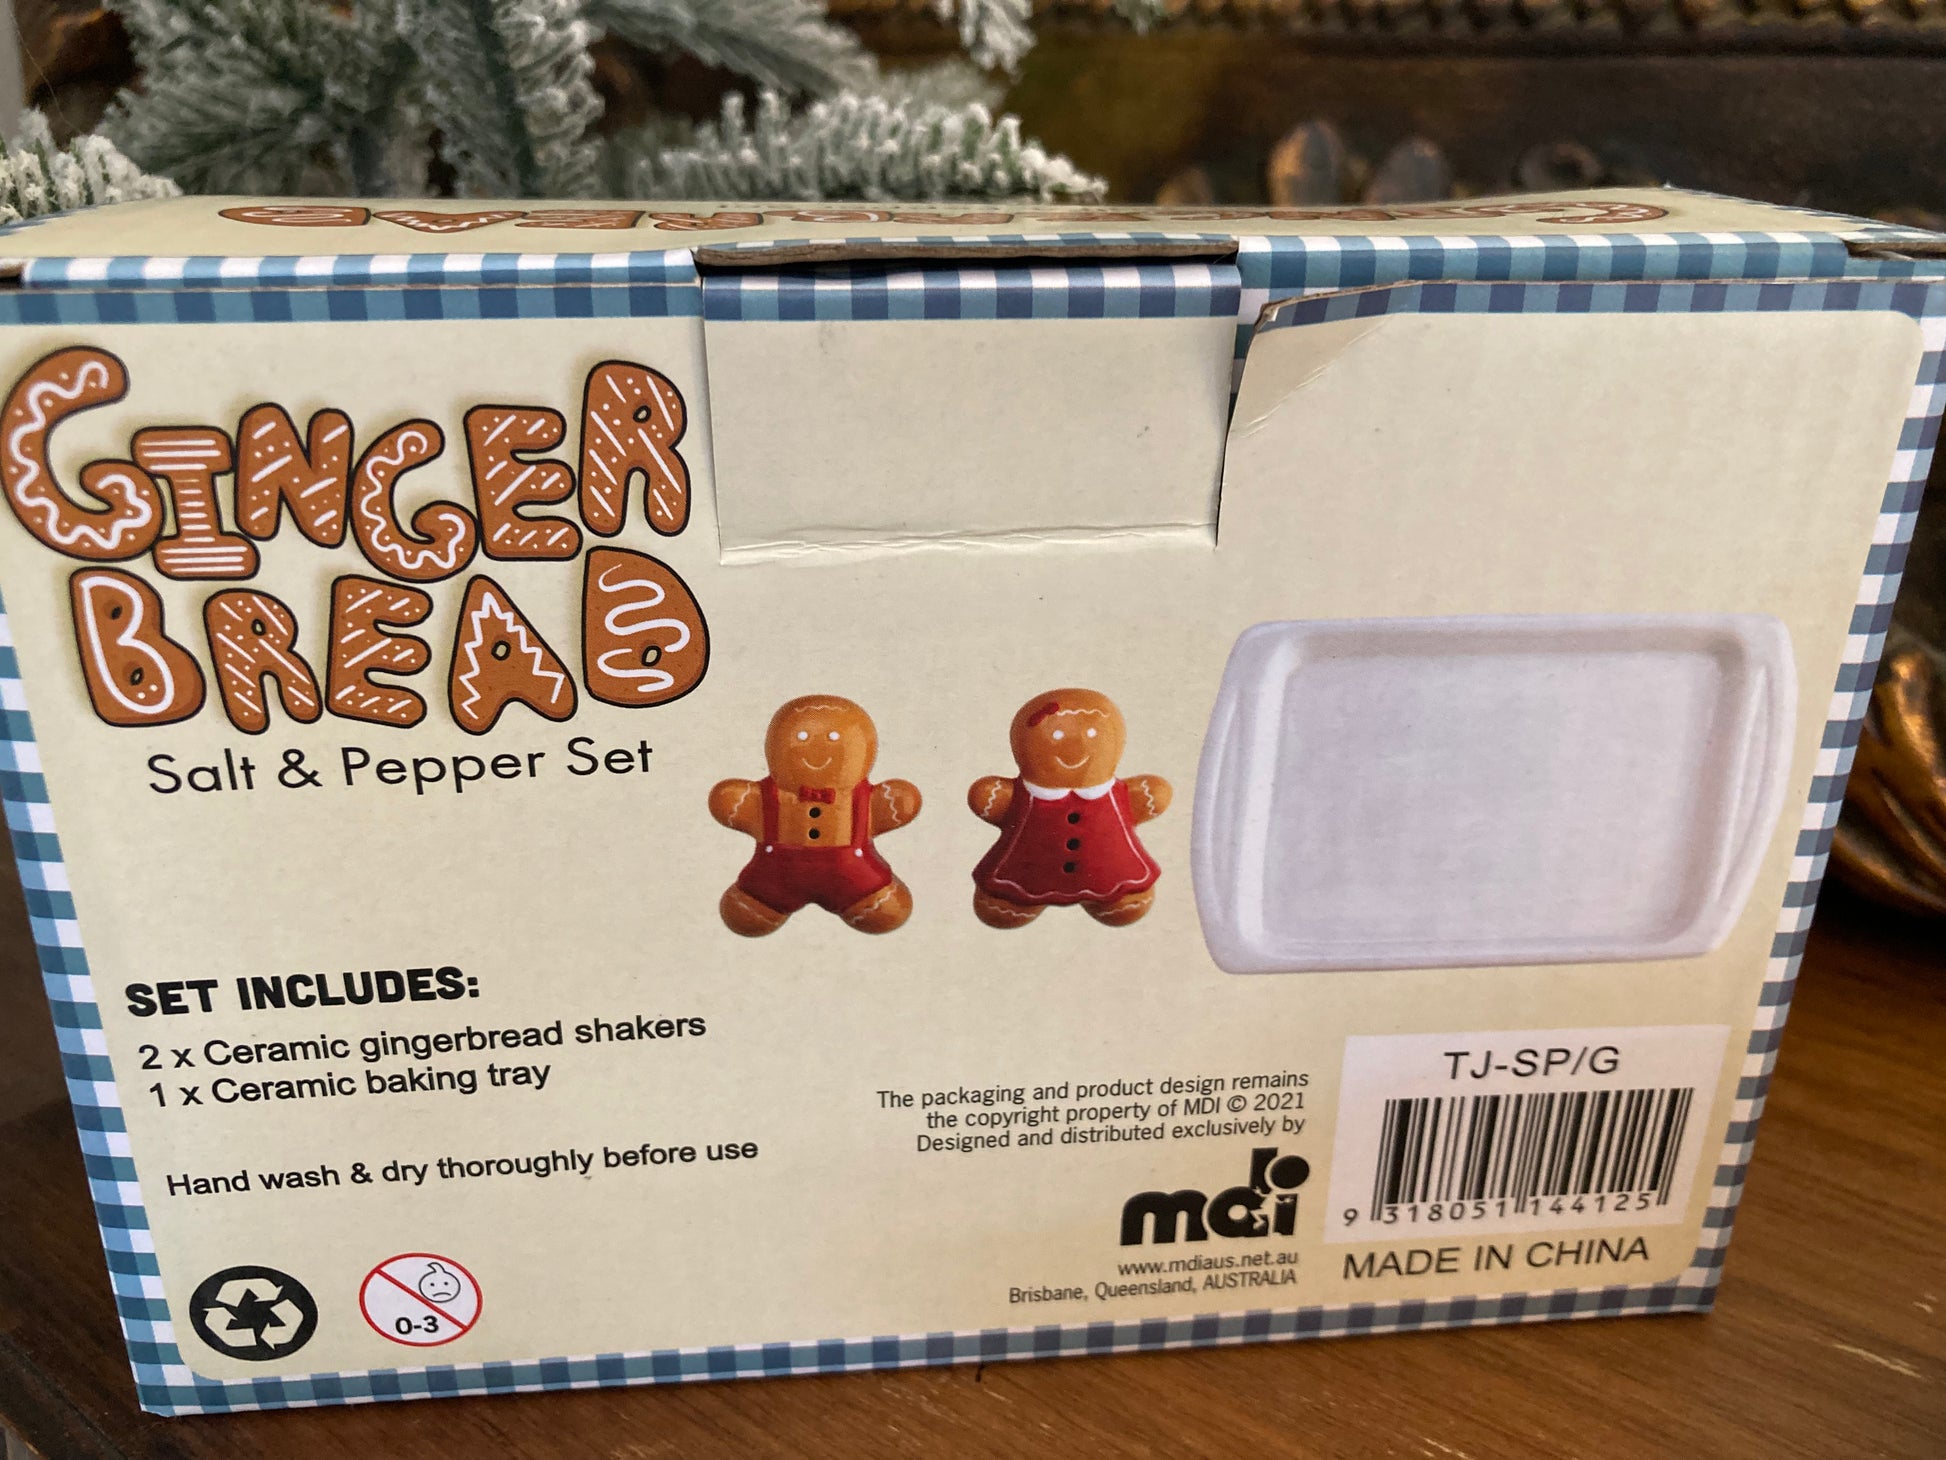 GINGER
BREAD
Salt & Pepper Set
SET INCLUDES:
2 x Ceramic gingerbread shakers
1 x Ceramic baking tray
Hand wash & dry thoroughly before use
0-3
The packaging and product design remains
the copyright property of MDI © 2021
Designed and distributed exclusively by
mdi
www.mdiaus.net.au
Brisbane, Queensland, AUSTRALIA
TJ-SP/G
9 318051 144125
MADE IN CHINA